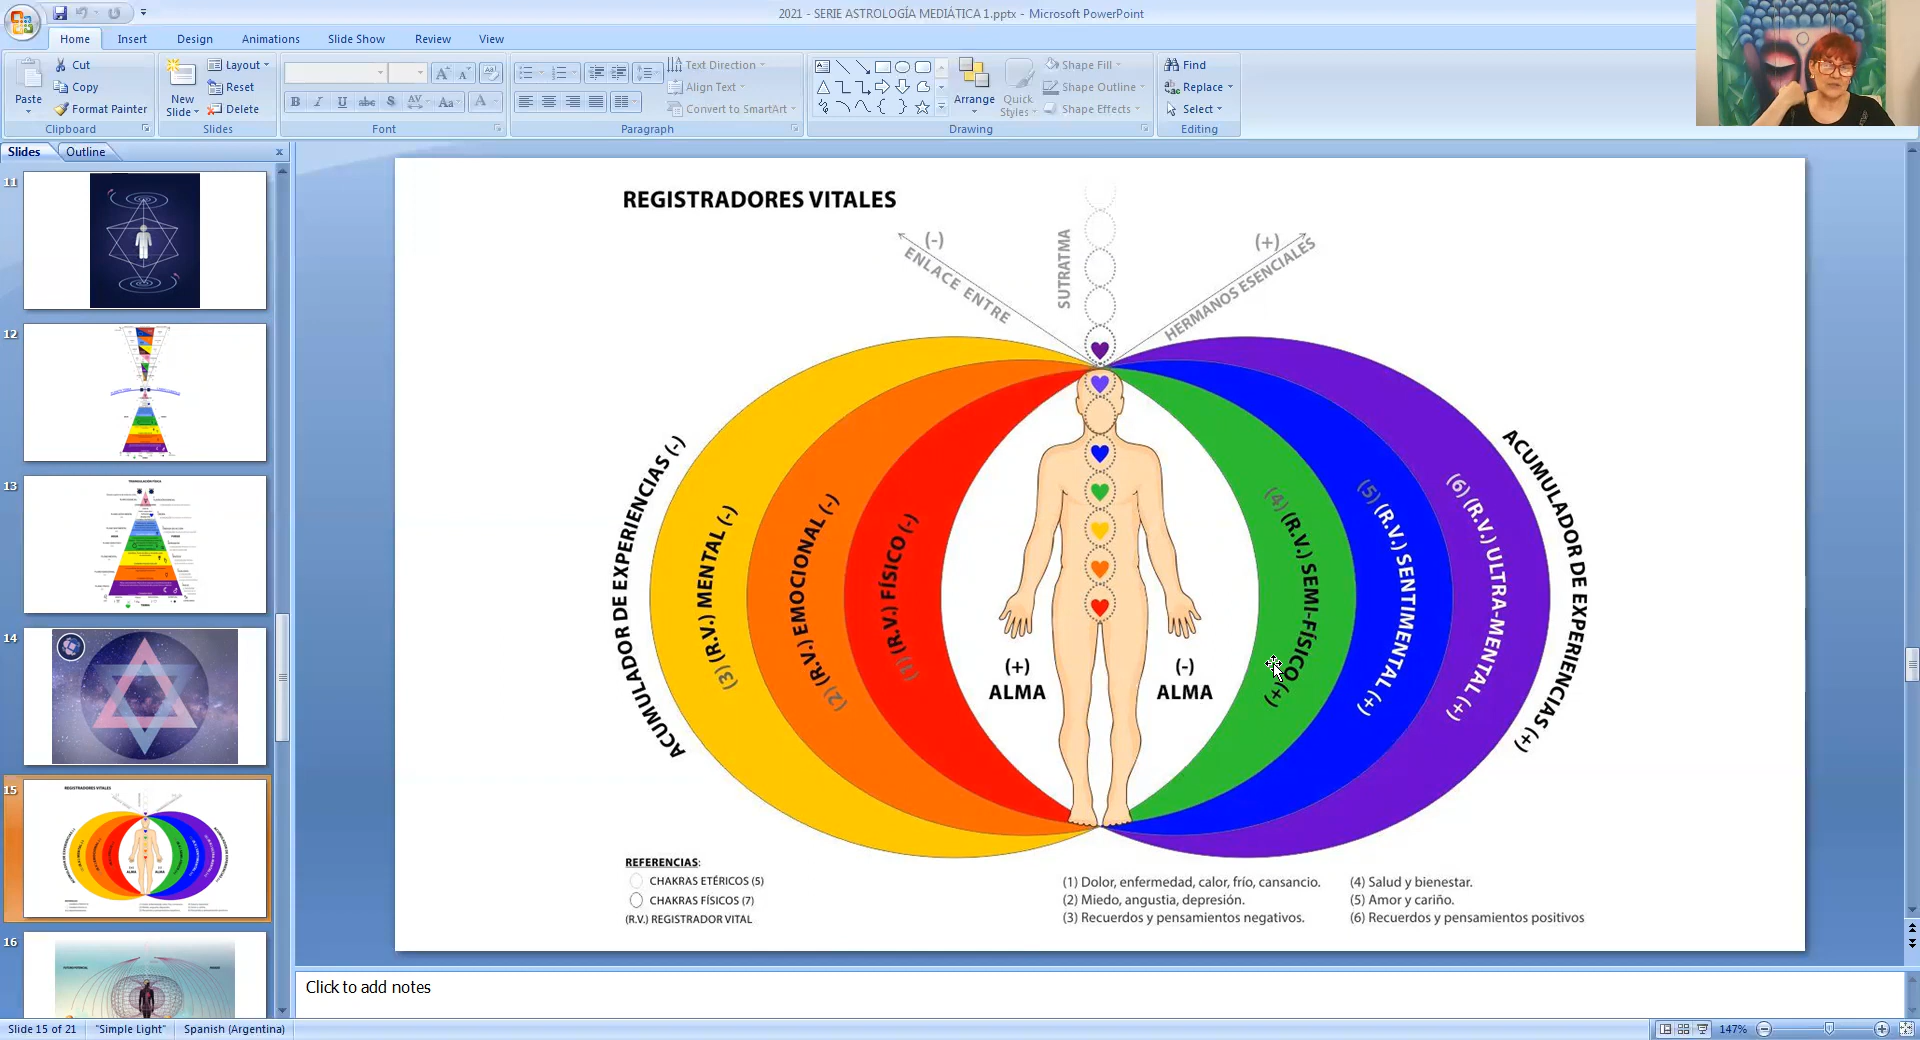 2021 - SERIE ASTROLOGÍA MEDIÁTICA 1.pptx - Microsoft PowerPoint
Home Insert Design Animations Slide Show Review View
Paste
Cut
Copy
Format Painter
Clipboard
New Slide
Layout
Reset
Delete
Slides
Font
Text Direction
Align Text
Convert to SmartArt
Paragraph
Arrange
Quick Styles
Shape Fill
Shape Outline
Shape Effects
Drawing
Find
Replace
Select
Editing
Slides Outline
11
12
13
14
15
16
REGISTRADORES VITALES
(-)
ENLACE ENTRE
SUTRATMA
(+)
HERMANOS ESENCIALES
ACUMULADOR DE EXPERIENCIAS (-)
(3) (R.V.) MENTAL (-)
(2) (R.V.) EMOCIONAL (-)
(1) (R.V.) FÍSICO (-)
(+)
ALMA
(-)
ALMA
(4) (R.V.) SEMI-FÍSICO (+)
(5) (R.V.) SENTIMENTAL (+)
(6) (R.V.) ULTRA-MENTAL (+)
ACUMULADOR DE EXPERIENCIAS (+)
REFERENCIAS:
CHAKRAS ETÉRICOS (5)
CHAKRAS FÍSICOS (7)
(R.V.) REGISTRADOR VITAL
(1) Dolor, enfermedad, calor, frío, cansancio.
(2) Miedo, angustia, depresión.
(3) Recuerdos y pensamientos negativos.
(4) Salud y bienestar.
(5) Amor y cariño.
(6) Recuerdos y pensamientos positivos
Click to add notes
Slide 15 of 21 "Simple Light" Spanish (Argentina) 147%